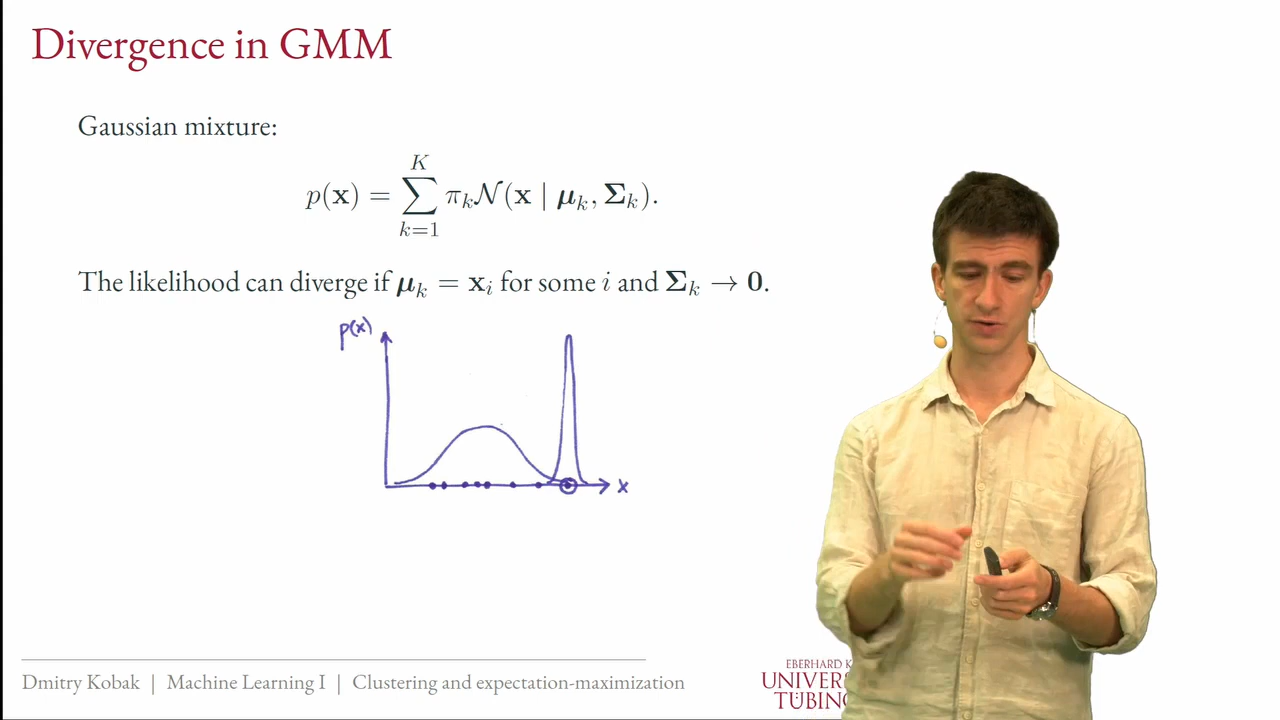 Divergence in GMM
Gaussian mixture:
p(x) = ∑_{k=1}^{K} π_k 𝒩(x | μ_k, Σ_k).
The likelihood can diverge if μ_k = x_i for some i and Σ_k → 0.
p(x)
x
Dmitry Kobak | Machine Learning I | Clustering and expectation-maximization
EBERHARD K
UNIVERS
TÜBING